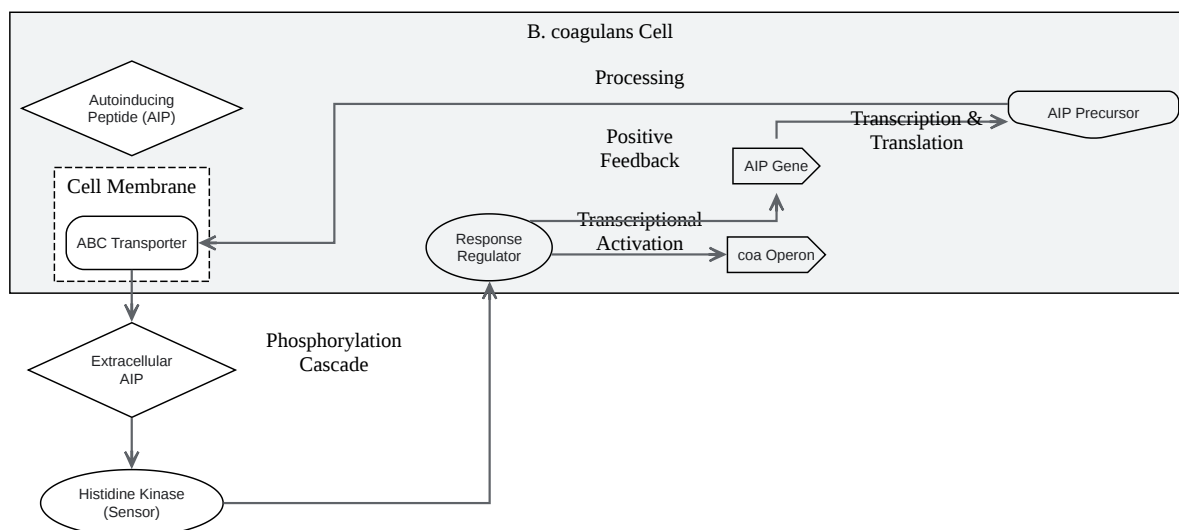 B. coagulans Cell
Processing
Autoinducing
Peptide (AIP)
AIP Precursor
Transcription &
Translation
Positive
Feedback
AIP Gene
Cell Membrane
ABC Transporter
Response
Regulator
Transcriptional
Activation
coa Operon
Phosphorylation
Cascade
Extracellular
AIP
Histidine Kinase
(Sensor)